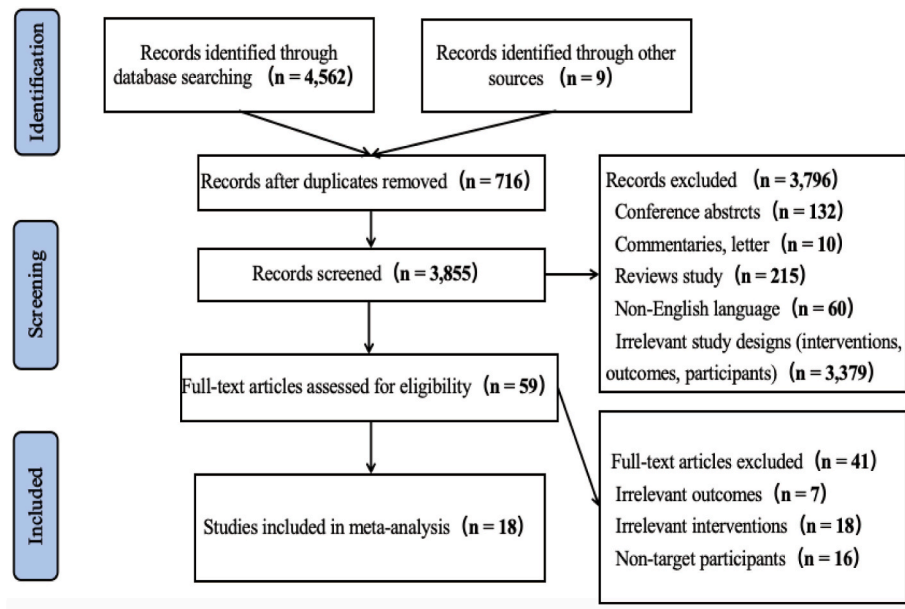 Identification
Records identified through
database searching (n = 4,562)
Records identified through other
sources (n = 9)
Records after duplicates removed (n = 716)
Screening
Records screened (n = 3,855)
Records excluded (n = 3,796)
Conference abstrcts (n = 132)
Commentaries, letter (n = 10)
Reviews study (n = 215)
Non-English language (n = 60)
Irrelevant study designs (interventions,
outcomes, participants) (n = 3,379)
Full-text articles assessed for eligibility (n = 59)
Included
Studies included in meta-analysis (n = 18)
Full-text articles excluded (n = 41)
Irrelevant outcomes (n = 7)
Irrelevant interventions (n = 18)
Non-target participants (n = 16)